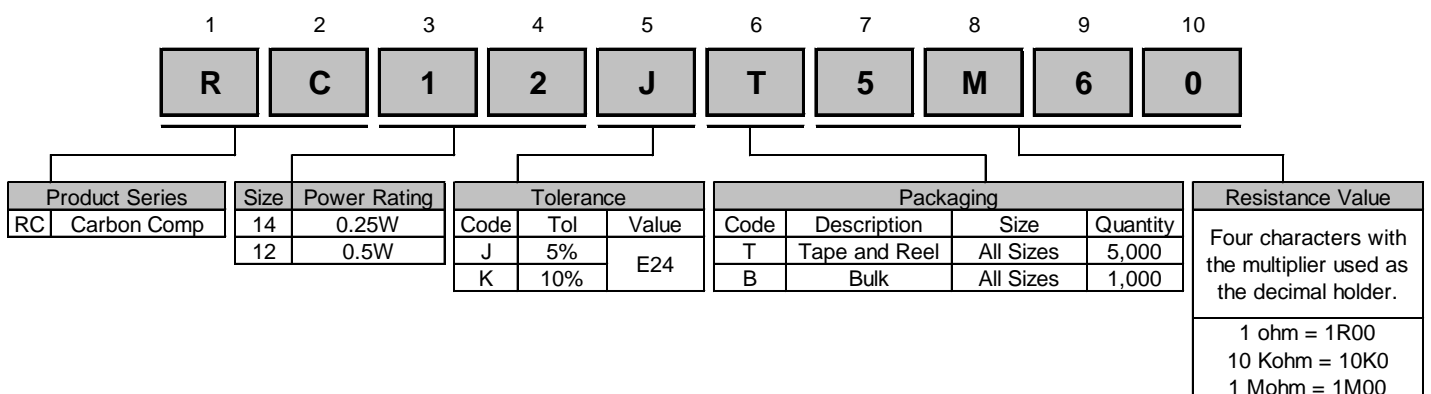 1 2 3 4 5 6 7 8 9 10
R C 1 2 J T 5 M 6 0
Product Series
RC Carbon Comp
Size Power Rating
14 0.25W
12 0.5W
Tolerance
Code Tol Value
J 5% E24
K 10%
Packaging
Code Description Size Quantity
T Tape and Reel All Sizes 5,000
B Bulk All Sizes 1,000
Resistance Value
Four characters with
the multiplier used as
the decimal holder.
1 ohm = 1R00
10 Kohm = 10K0
1 Mohm = 1M00